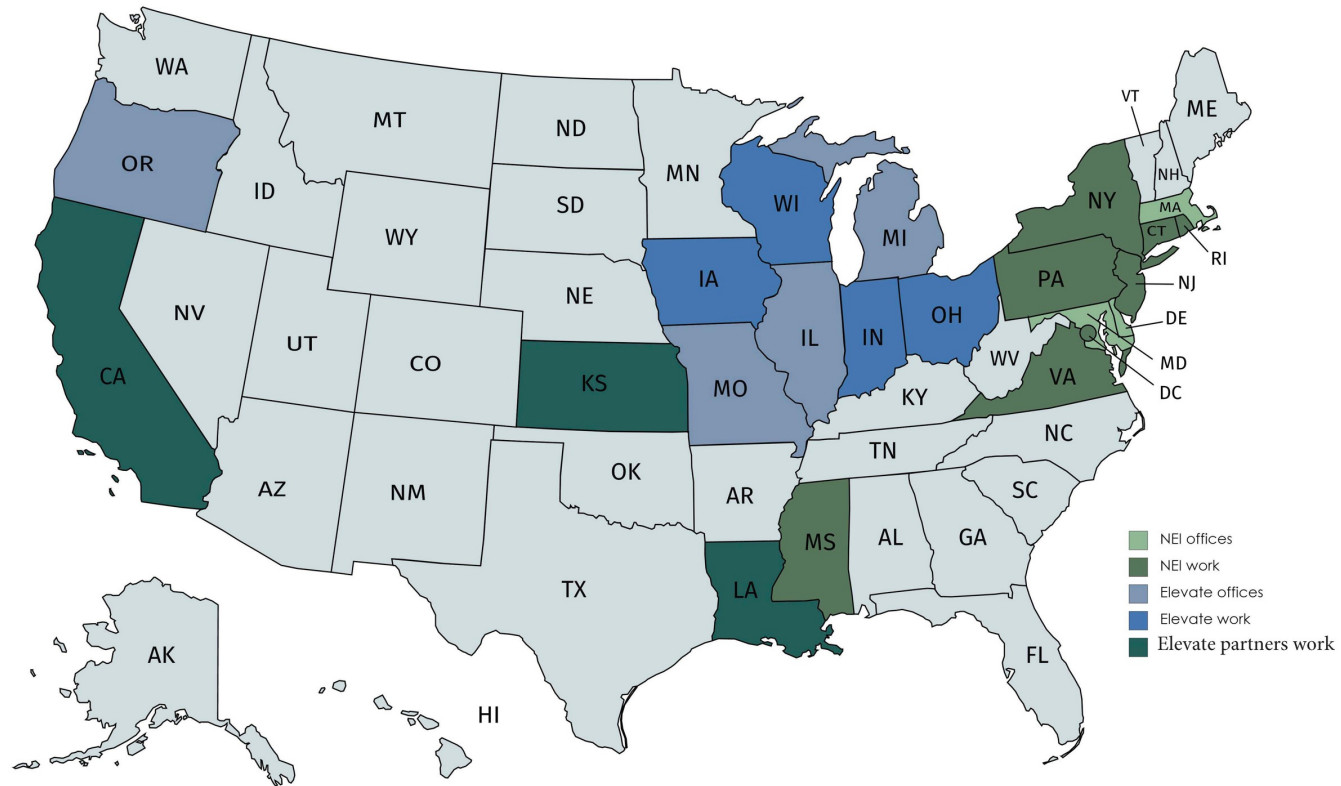 WA
MT
ND
MN
OR
ID
SD
WI
MI
WY
IA
NE
NV
UT
CO
CA
KS
MO
IL
IN
OH
KY
WV
VA
PA
NY
VT
NH
ME
MA
CT
RI
NJ
DE
MD
DC
NC
TN
SC
OK
AR
AZ
NM
TX
LA
MS
AL
GA
FL
AK
HI
NEI offices
NEI work
Elevate offices
Elevate work
Elevate partners work